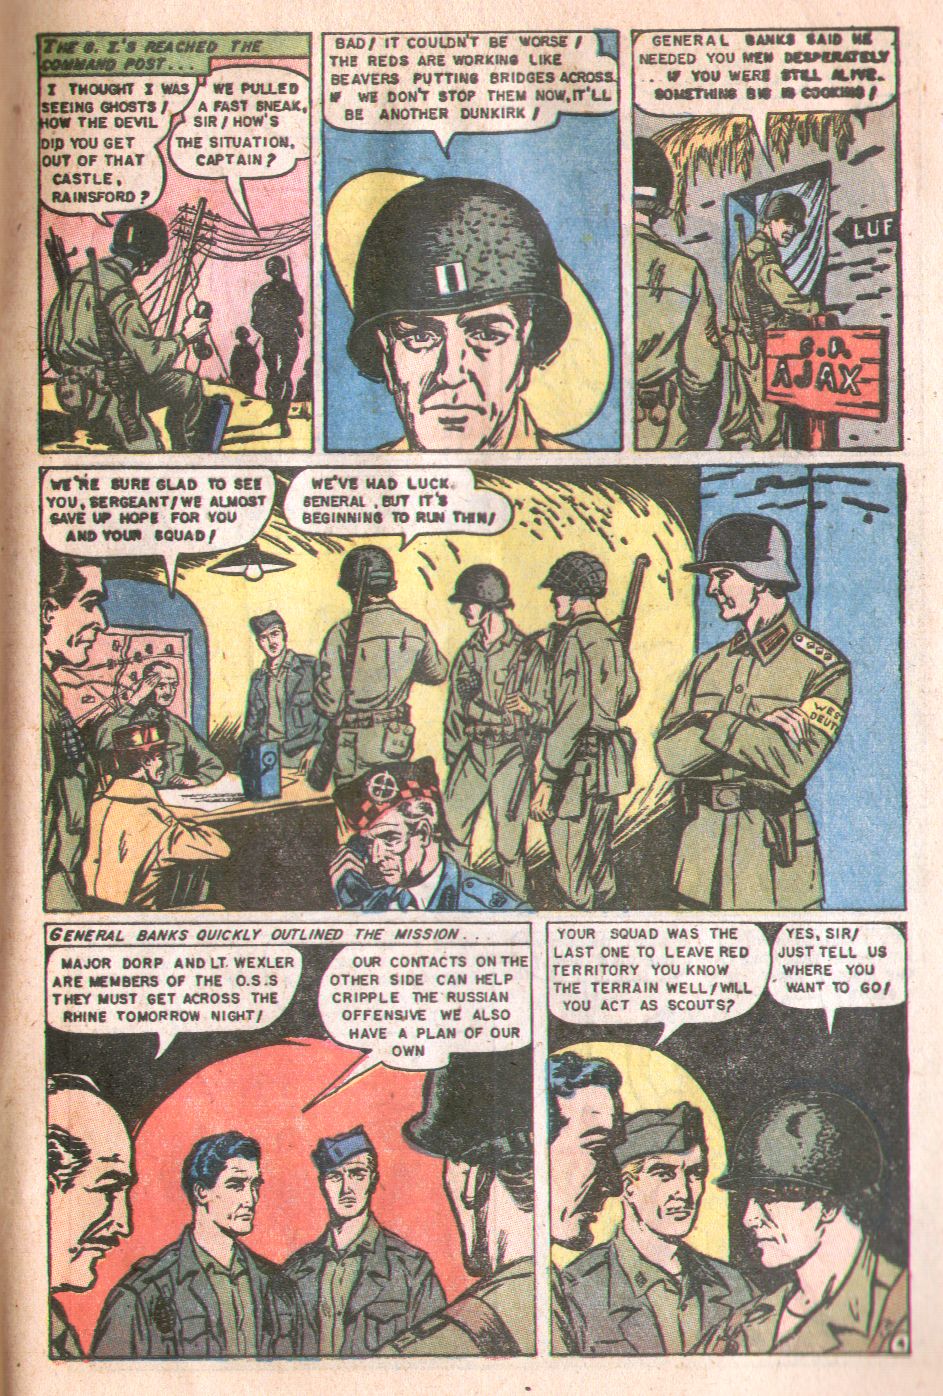 THE G. I.'S REACHED THE
COMMAND POST...
I THOUGHT I WAS
SEEING GHOSTS!
HOW THE DEVIL
DID YOU GET
OUT OF THAT
CASTLE,
RAINSFORD?
WE PULLED
A FAST SNEAK,
SIR! HOW'S
THE SITUATION,
CAPTAIN?
BAD! IT COULDN'T BE WORSE!
THE REDS ARE WORKING LIKE
BEAVERS PUTTING BRIDGES ACROSS.
IF WE DON'T STOP THEM NOW, IT'LL
BE ANOTHER DUNKIRK!
GENERAL BANKS SAID HE
NEEDED YOU MEN DESPERATELY
.. IF YOU WERE STILL ALIVE.
SOMETHING BIG IS COOKING!
LUF
C.P.
AJAX
WE'RE SURE GLAD TO SEE
YOU, SERGEANT! WE ALMOST
GAVE UP HOPE FOR YOU
AND YOUR SQUAD!
WE'VE HAD LUCK.
GENERAL, BUT IT'S
BEGINNING TO RUN THIN!
WEST
DEUT
GENERAL BANKS QUICKLY OUTLINED THE MISSION...
MAJOR DORP AND LT. WEXLER
ARE MEMBERS OF THE O.S.S
THEY MUST GET ACROSS THE
RHINE TOMORROW NIGHT!
OUR CONTACTS ON THE
OTHER SIDE CAN HELP
CRIPPLE THE RUSSIAN
OFFENSIVE WE ALSO
HAVE A PLAN OF OUR
OWN
YOUR SQUAD WAS THE
LAST ONE TO LEAVE RED
TERRITORY YOU KNOW
THE TERRAIN WELL! WILL
YOU ACT AS SCOUTS?
YES, SIR!
JUST TELL US
WHERE YOU
WANT TO GO!